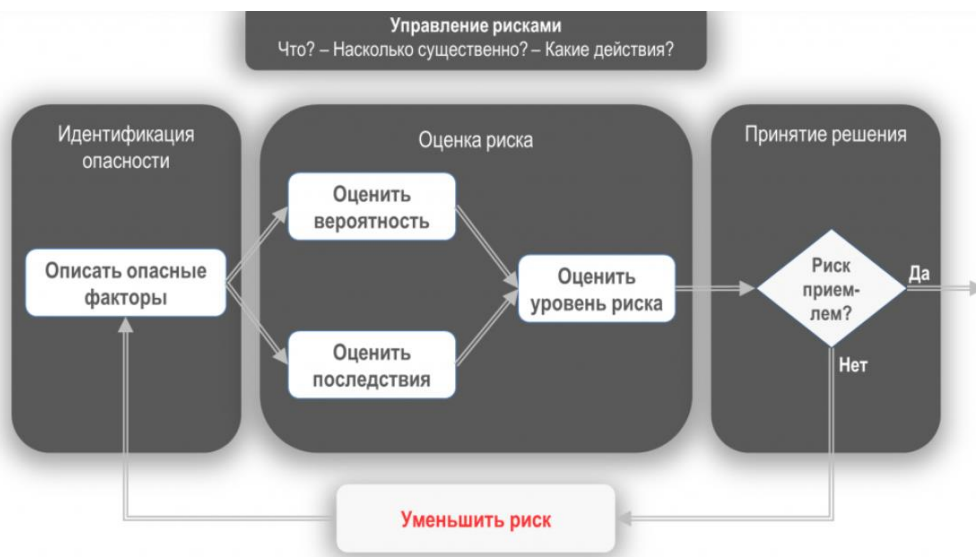 Управление рисками
Что? – Насколько существенно? – Какие действия?
Идентификация
опасности
Описать опасные
факторы
Оценка риска
Оценить
вероятность
Оценить
последствия
Оценить
уровень риска
Принятие решения
Риск
прием-
лем?
Да
Нет
Уменьшить риск